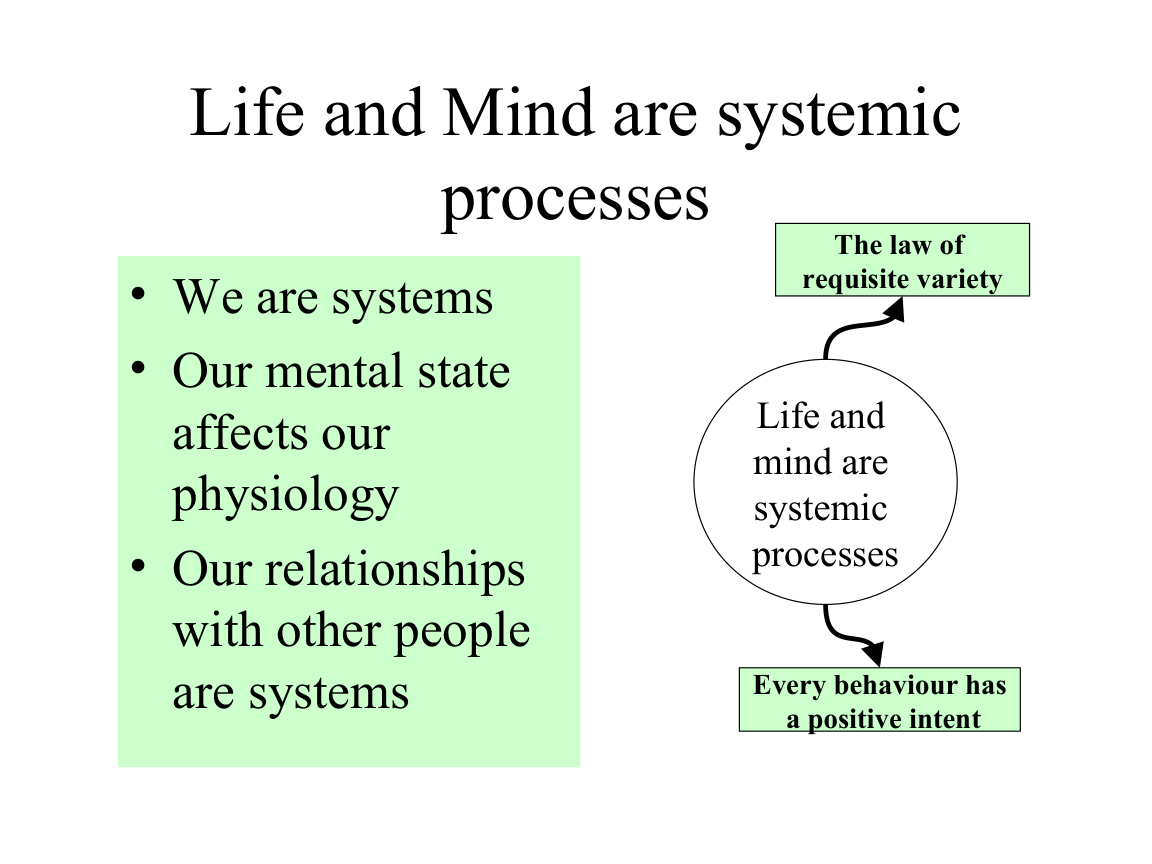 Life and Mind are systemic
processes
• We are systems
• Our mental state
affects our
physiology
• Our relationships
with other people
are systems
The law of
requisite variety
Life and
mind are
systemic
processes
Every behaviour has
a positive intent